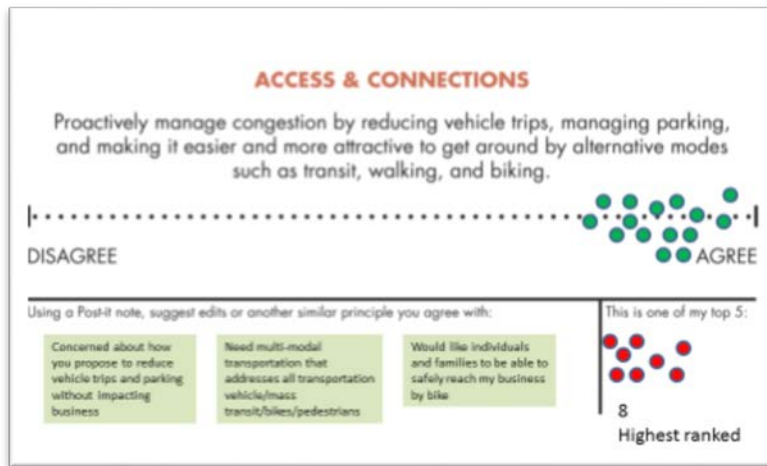 ACCESS & CONNECTIONS
Proactively manage congestion by reducing vehicle trips, managing parking,
and making it easier and more attractive to get around by alternative modes
such as transit, walking, and biking.
DISAGREE
AGREE
Using a Post-it note, suggest edits or another similar principle you agree with:
This is one of my top 5:
Concerned about how
you propose to reduce
vehicle trips and parking
without impacting
business
Need multi-modal
transportation that
addresses all transportation
vehicle/mass
transit/bikes/pedestrians
Would like individuals
and families to be able to
safely reach my business
by bike
8
Highest ranked